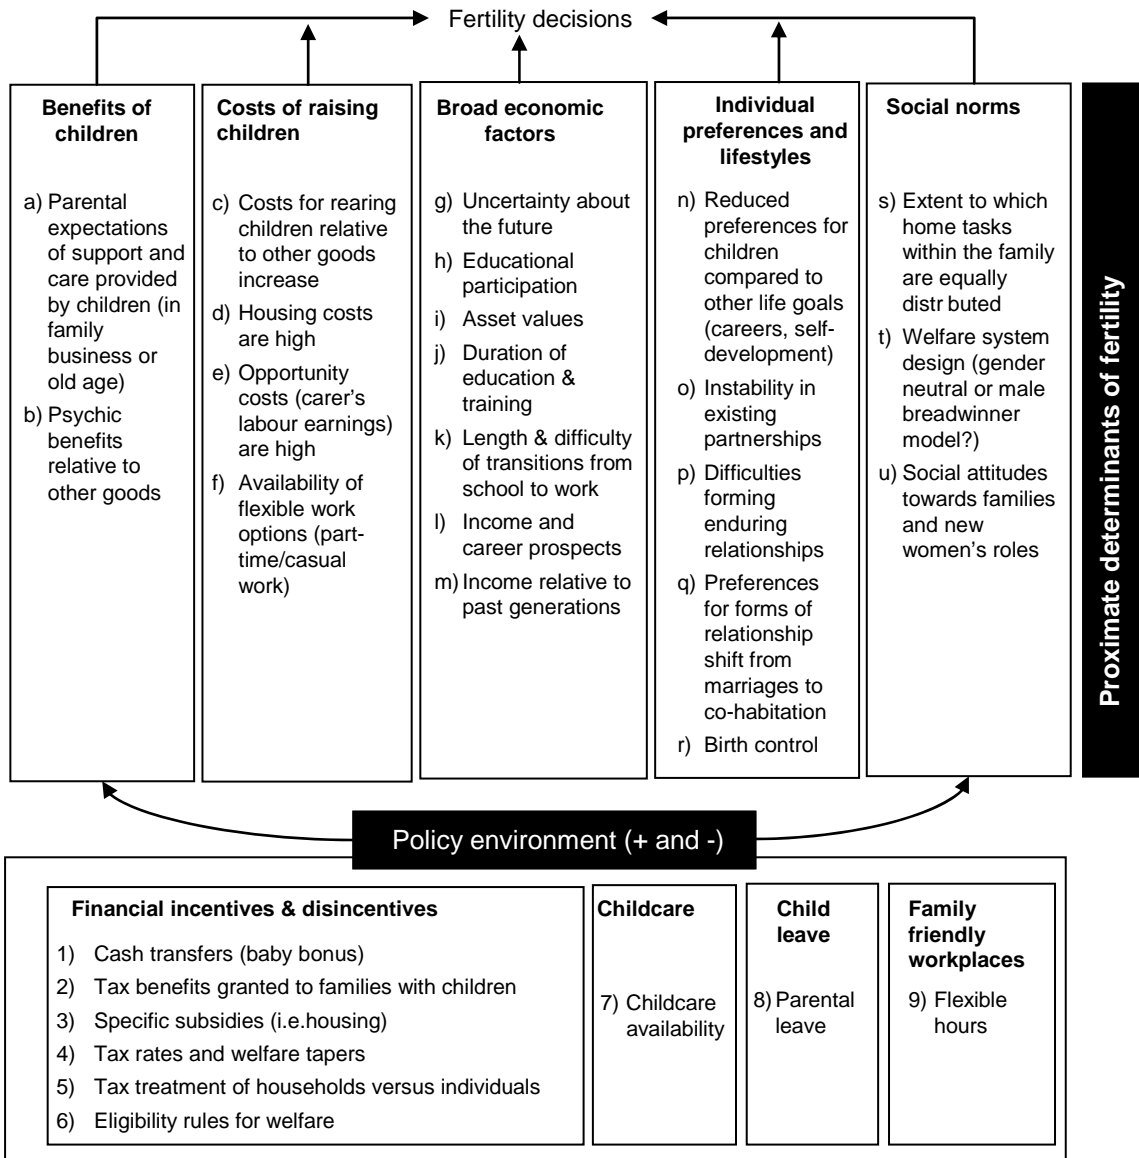 Fertility decisions
Benefits of
children
a) Parental
expectations
of support and
care provided
by children (in
family
business or
old age)
b) Psychic
benefits
relative to
other goods
Costs of raising
children
c) Costs for rearing
children relative
to other goods
increase
d) Housing costs
are high
e) Opportunity
costs (carer's
labour earnings)
are high
f) Availability of
flexible work
options (part-
time/casual
work)
Broad economic
factors
g) Uncertainty about
the future
h) Educational
participation
i) Asset values
j) Duration of
education &
training
k) Length & difficulty
of transitions from
school to work
l) Income and
career prospects
m) Income relative to
past generations
Individual
preferences and
lifestyles
n) Reduced
preferences for
children
compared to
other life goals
(careers, self-
development)
o) Instability in
existing
partnerships
p) Difficulties
forming
enduring
relationships
q) Preferences
for forms of
relationship
shift from
marriages to
co-habitation
r) Birth control
Social norms
s) Extent to which
home tasks
within the family
are equally
distr buted
t) Welfare system
design (gender
neutral or male
breadwinner
model?)
u) Social attitudes
towards families
and new
women's roles
Proximate determinants of fertility
Policy environment (+ and -)
Financial incentives & disincentives
1) Cash transfers (baby bonus)
2) Tax benefits granted to families with children
3) Specific subsidies (i.e.housing)
4) Tax rates and welfare tapers
5) Tax treatment of households versus individuals
6) Eligibility rules for welfare
Childcare
7) Childcare
availability
Child
leave
8) Parental
leave
Family
friendly
workplaces
9) Flexible
hours